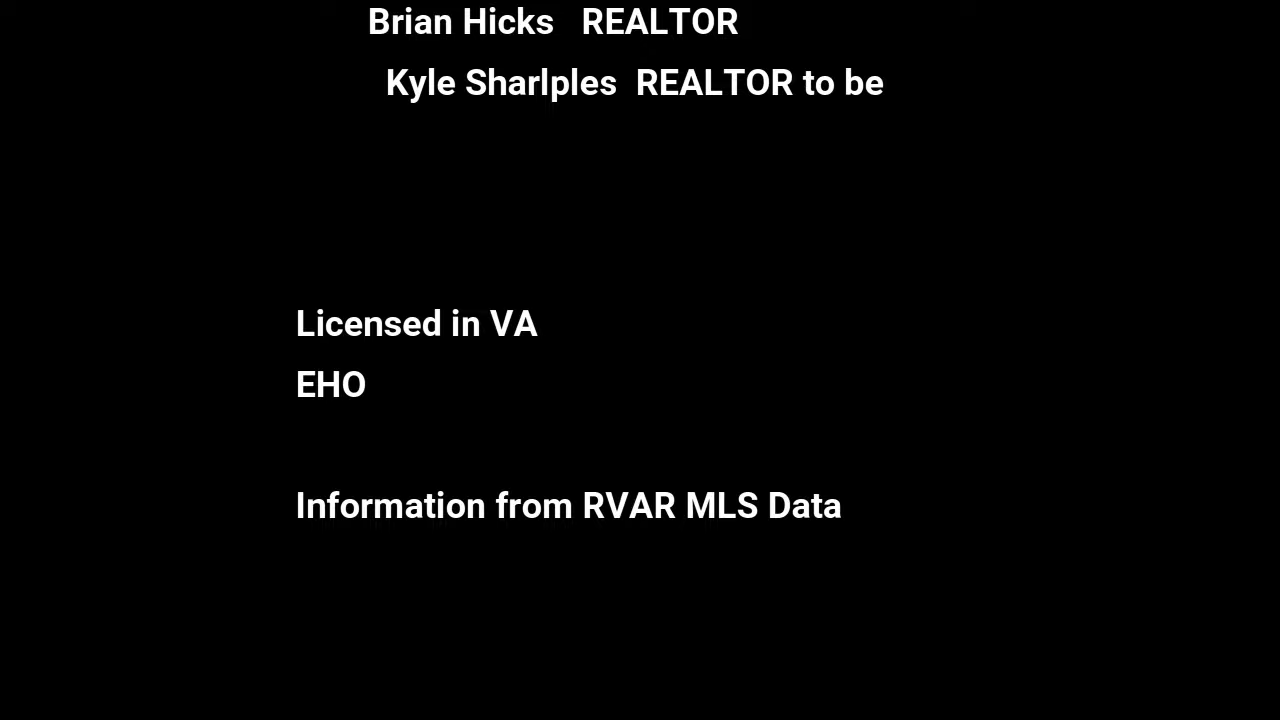 Brian Hicks   REALTOR
Kyle Sharlples  REALTOR to be
Licensed in VA
EHO
Information from RVAR MLS Data